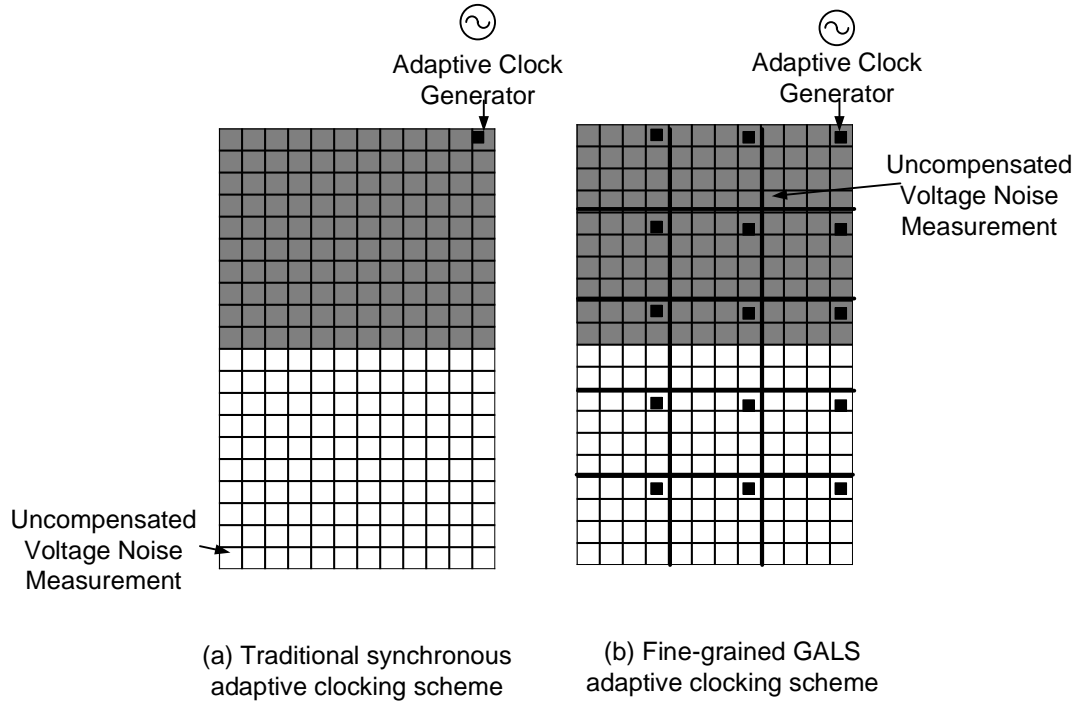 Adaptive Clock
Generator
Uncompensated
Voltage Noise
Measurement
(a) Traditional synchronous
adaptive clocking scheme
Adaptive Clock
Generator
Uncompensated
Voltage Noise
Measurement
(b) Fine-grained GALS
adaptive clocking scheme